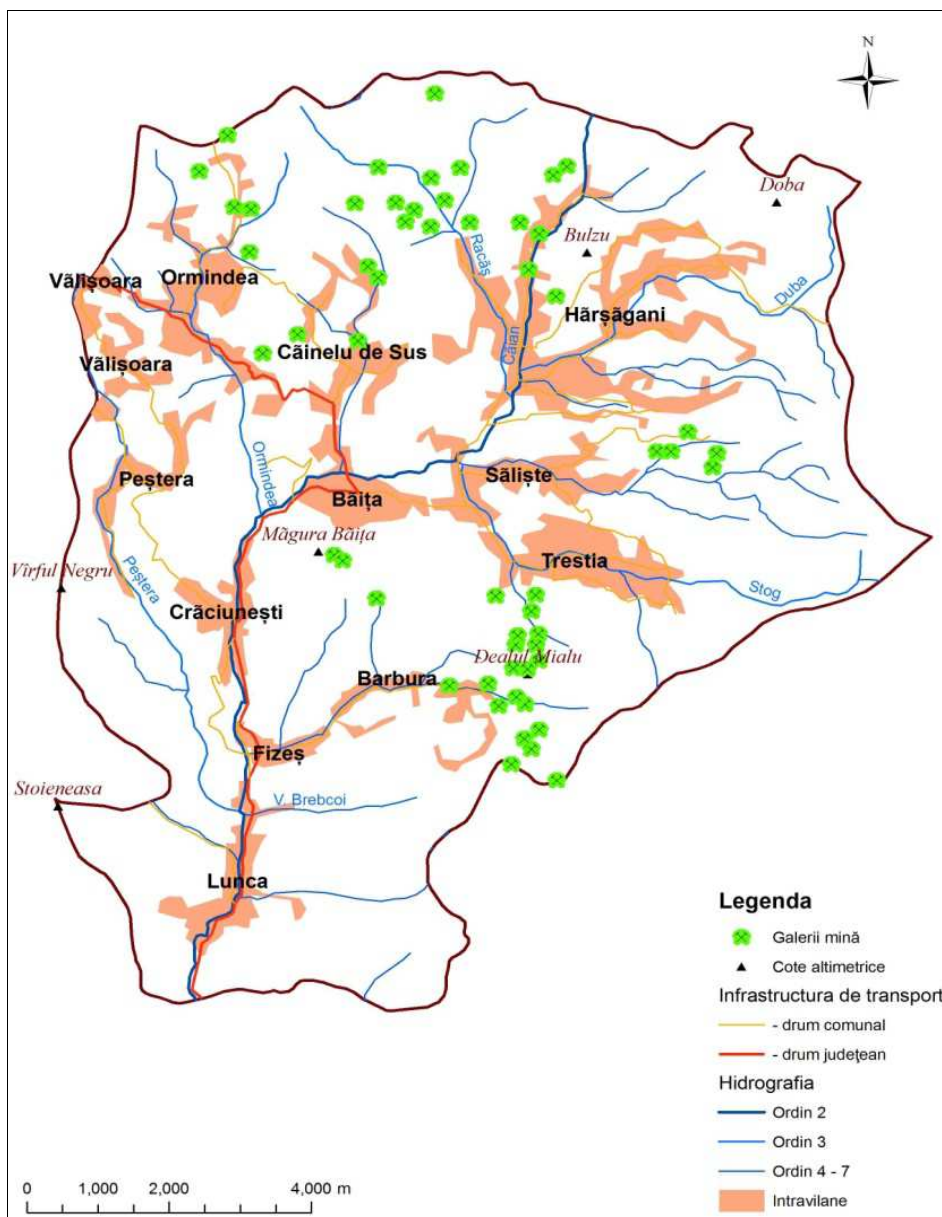 N
Doba
Bulzu
Racăș
Vălișoara
Ormindea
Duba
Hărșăgani
Căian
Căinelu de Sus
Vălișoara
Ormindea
Peștera
Săliște
Băița
Măgura Băița
Trestia
Vîrful Negru
Peștera
Stog
Crăciunești
Dealul Mialu
Barbura
Fizeș
Stoieneasa
V. Brebcoi
Lunca
Legenda
Galerii mină
Cote altimetrice
Infrastructura de transport
- drum comunal
- drum județean
Hidrografia
Ordin 2
Ordin 3
Ordin 4 - 7
Intravilane
0 1,000 2,000 4,000 m